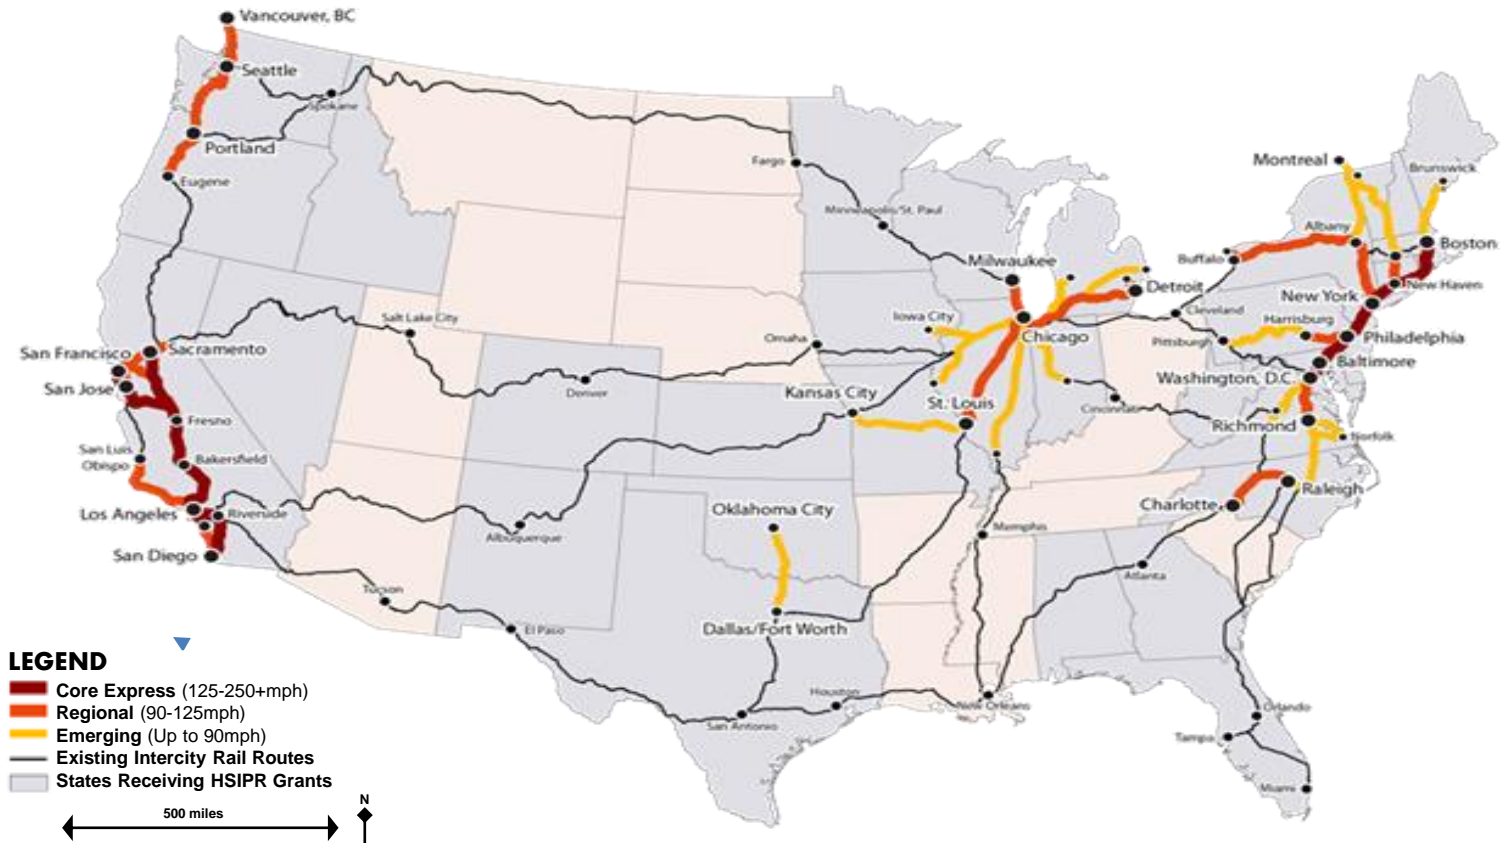 Vancouver, BC
Seattle
Spokane
Portland
Eugene
Fargo
Minneapolis/St. Paul
Milwaukee
Montreal
Brunswick
Albany
Boston
Buffalo
Detroit
New Haven
New York
Cleveland
Harrisburg
Philadelphia
Pittsburgh
Baltimore
Washington, D.C.
Iowa City
Chicago
Salt Lake City
Omaha
San Francisco
Sacramento
San Jose
Denver
Kansas City
St. Louis
Cincinnati
Richmond
Norfolk
Fresno
San Luis
Obispo
Bakersfield
Los Angeles
Riverside
San Diego
Albuquerque
Oklahoma City
Memphis
Charlotte
Raleigh
Atlanta
Tucson
El Paso
Dallas/Fort Worth
Houston
San Antonio
New Orleans
Orlando
Tampa
Miami
LEGEND
Core Express (125-250+mph)
Regional (90-125mph)
Emerging (Up to 90mph)
Existing Intercity Rail Routes
States Receiving HSIPR Grants
500 miles
N